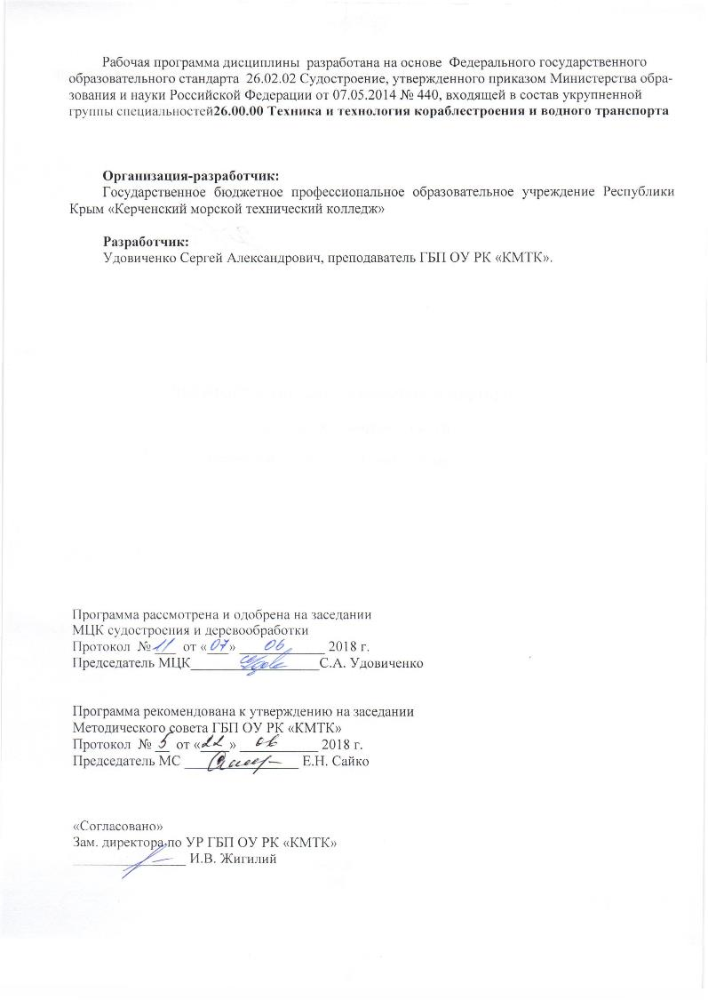 Рабочая программа дисциплины разработана на основе Федерального государственного
образовательного стандарта 26.02.02 Судостроение, утвержденного приказом Министерства обра-
зования и науки Российской Федерации от 07.05.2014 № 440, входящей в состав укрупненной
группы специальностей26.00.00 Техника и технология кораблестроения и водного транспорта
Организация-разработчик:
Государственное бюджетное профессиональное образовательное учреждение Республики
Крым «Керченский морской технический колледж»
Разработчик:
Удовиченко Сергей Александрович, преподаватель ГБП ОУ РК «КМТК».
Программа рассмотрена и одобрена на заседании
МЦК судостроения и деревообработки
Протокол № 11 от «07» 06 2018 г.
Председатель МЦК С.А. Удовиченко
Программа рекомендована к утверждению на заседании
Методического совета ГБП ОУ РК «КМТК»
Протокол № 5 от «22» 06 2018 г.
Председатель МС Е.Н. Сайко
«Согласовано»
Зам. директора по УР ГБП ОУ РК «КМТК»
И.В. Жигилий